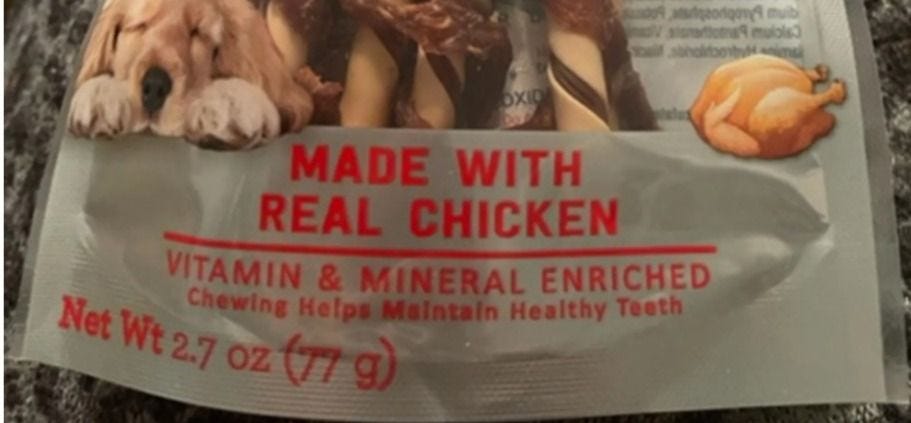 MADE WITH
REAL CHICKEN
VITAMIN & MINERAL ENRICHED
Chewing Helps Maintain Healthy Teeth
Net Wt 2.7 oz (77 g)